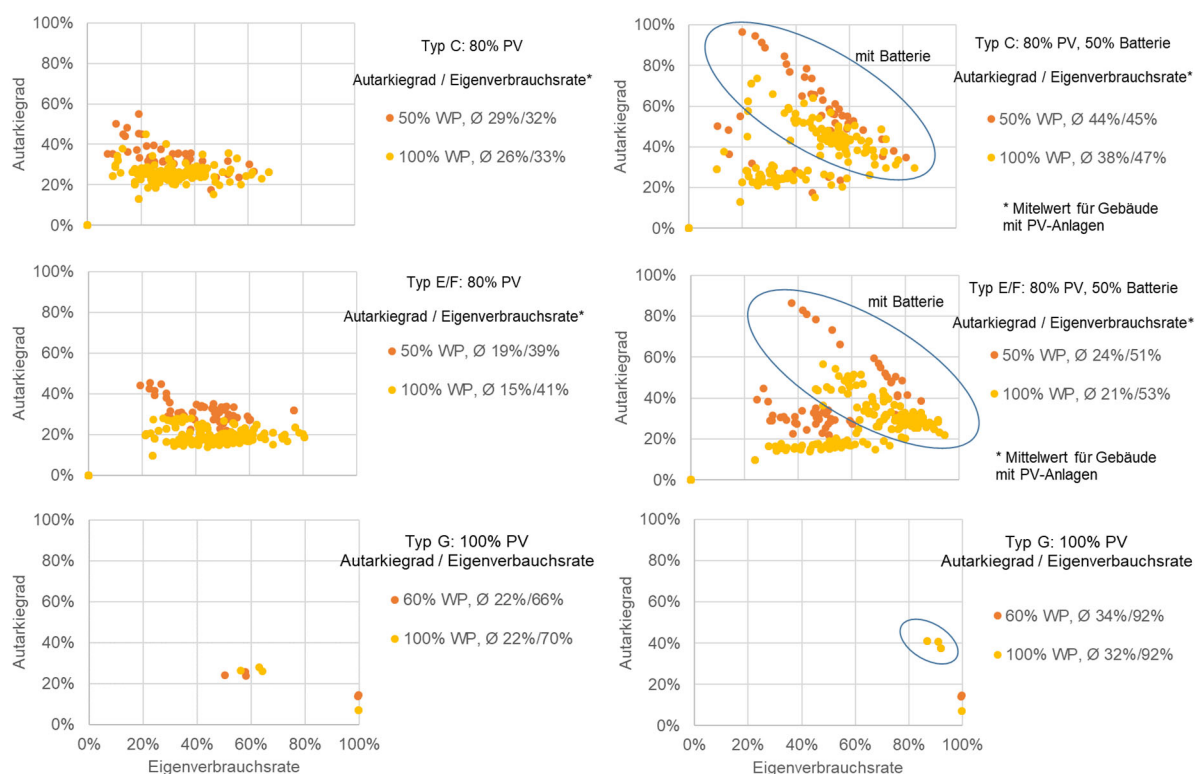 100%
80%
60%
40%
20%
0%
Autarkiegrad
Typ C: 80% PV
Autarkiegrad / Eigenverbrauchsrate*
50% WP, Ø 29%/32%
100% WP, Ø 26%/33%
100%
80%
60%
40%
20%
0%
Autarkiegrad
mit Batterie
Typ C: 80% PV, 50% Batterie
Autarkiegrad / Eigenverbrauchsrate*
50% WP, Ø 44%/45%
100% WP, Ø 38%/47%
* Mitelwert für Gebäude
mit PV-Anlagen
100%
80%
60%
40%
20%
0%
Autarkiegrad
Typ E/F: 80% PV
Autarkiegrad / Eigenverbrauchsrate*
50% WP, Ø 19%/39%
100% WP, Ø 15%/41%
100%
80%
60%
40%
20%
0%
Autarkiegrad
mit Batterie
Typ E/F: 80% PV, 50% Batterie
Autarkiegrad / Eigenverbrauchsrate*
50% WP, Ø 24%/51%
100% WP, Ø 21%/53%
* Mittelwert für Gebäude
mit PV-Anlagen
100%
80%
60%
40%
20%
0%
Autarkiegrad
Typ G: 100% PV
Autarkiegrad / Eigenverbauchsrate
60% WP, Ø 22%/66%
100% WP, Ø 22%/70%
0% 20% 40% 60% 80% 100%
Eigenverbrauchsrate
100%
80%
60%
40%
20%
0%
Autarkiegrad
Typ G: 100% PV
Autarkiegrad / Eigenverbauchsrate
60% WP, Ø 34%/92%
100% WP, Ø 32%/92%
0% 20% 40% 60% 80% 100%
Eigenverbrauchsrate